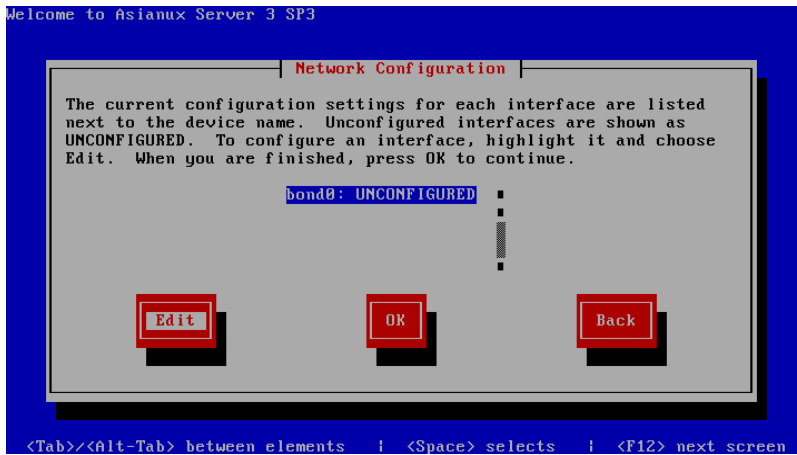 Welcome to Asianux Server 3 SP3
Network Configuration
The current configuration settings for each interface are listed
next to the device name.  Unconfigured interfaces are shown as
UNCONFIGURED.  To configure an interface, highlight it and choose
Edit.  When you are finished, press OK to continue.
bond0: UNCONFIGURED
Edit OK Back
<Tab>/<Alt-Tab> between elements | <Space> selects | <F12> next screen